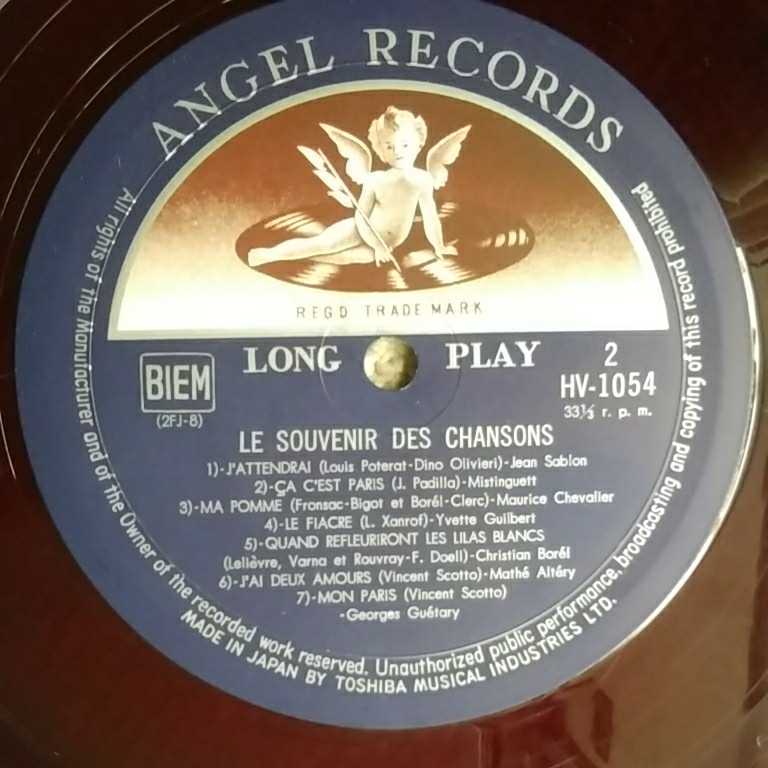 ANGEL RECORDS
REGD TRADE MARK
LONG PLAY
2
BIEM
HV-1054
(2FJ-8)
33⅓ r. p. m.
LE SOUVENIR DES CHANSONS
1)-J'ATTENDRAI (Louis Poterat-Dino Olivieri)-Jean Sablon
2)-ÇA C'EST PARIS (J. Padilla)-Mistinguett
3)-MA POMME (Fronsac-Bigot et Borél-Clerc)-Maurice Chevalier
4)-LE FIACRE (L. Xanrof)-Yvette Guilbert
5)-QUAND REFLEURIRONT LES LILAS BLANCS
(Lelièvre, Varna et Rouvray-F. Doell)-Christian Borél
6)-J'AI DEUX AMOURS (Vincent Scotto)-Mathé Altéry
7)-MON PARIS (Vincent Scotto)
-Georges Guétary
All rights of The Manufacturer and of the Owner of the recorded work reserved. Unauthorized public performance, broadcasting and copying of this record prohibited
MADE IN JAPAN BY TOSHIBA MUSICAL INDUSTRIES LTD.